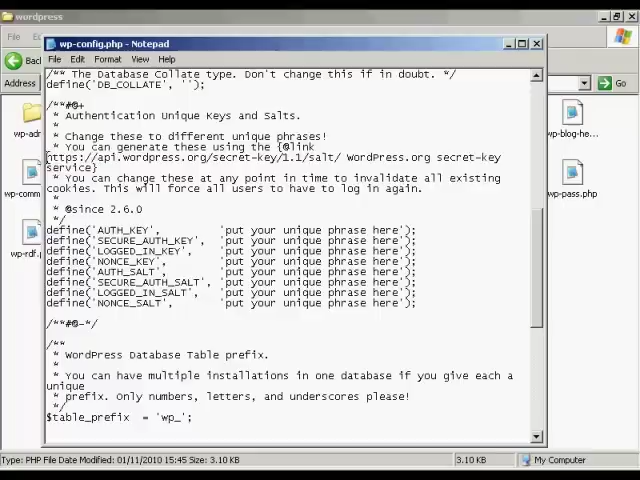 wordpress
File
Back
Address
Go
wp-config.php - Notepad
File Edit Format View Help
/** The Database Collate type. Don't change this if in doubt. */
define('DB_COLLATE', '');
/**#@+
* Authentication Unique Keys and Salts.
*
* Change these to different unique phrases!
* You can generate these using the {@link
https://api.wordpress.org/secret-key/1.1/salt/ WordPress.org secret-key
service}
* You can change these at any point in time to invalidate all existing
cookies. This will force all users to have to log in again.
*
* @since 2.6.0
*/
define('AUTH_KEY', 'put your unique phrase here');
define('SECURE_AUTH_KEY', 'put your unique phrase here');
define('LOGGED_IN_KEY', 'put your unique phrase here');
define('NONCE_KEY', 'put your unique phrase here');
define('AUTH_SALT', 'put your unique phrase here');
define('SECURE_AUTH_SALT', 'put your unique phrase here');
define('LOGGED_IN_SALT', 'put your unique phrase here');
define('NONCE_SALT', 'put your unique phrase here');
/**#@-*/
/**
* WordPress Database Table prefix.
*
* You can have multiple installations in one database if you give each a
unique
* prefix. Only numbers, letters, and underscores please!
*/
$table_prefix = 'wp_';
wp-ad
wp-com
wp-rdf.p
wp-blog-he...
wp-pass.php
Type: PHP File Date Modified: 01/11/2010 15:45 Size: 3.10 KB
3.10 KB
My Computer